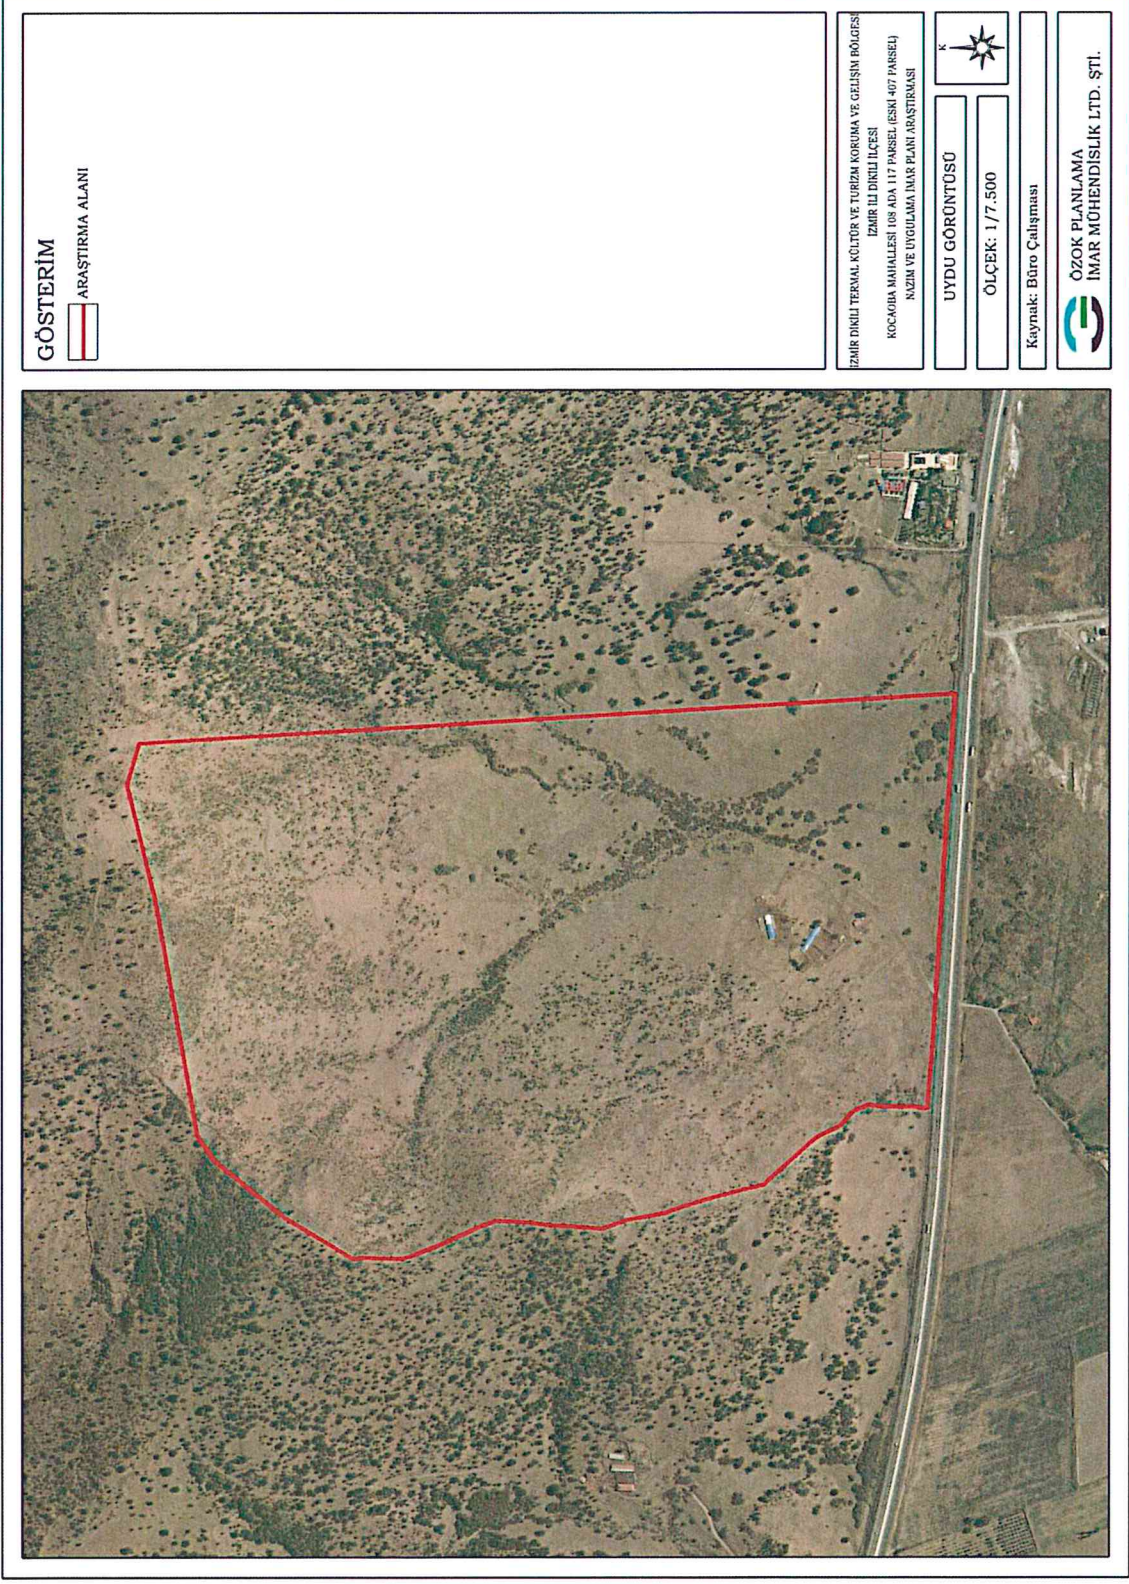 GÖSTERİM
ARAŞTIRMA ALANI
İZMİR DİKİLİ TERMAL KÜLTÜR VE TURİZM KORUMA VE GELİŞİM BÖLGESİ
İZMİR İLİ DİKİLİ İLÇESİ
KOCAOBA MAHALLESİ 108 ADA 117 PARSEL (ESKİ 407 PARSEL)
NAZIM VE UYGULAMA İMAR PLANI ARAŞTIRMASI
UYDU GÖRÜNTÜSÜ
K
ÖLÇEK: 1/7.500
Kaynak: Büro Çalışması
ÖZOK PLANLAMA
İMAR MÜHENDİSLİK LTD. ŞTİ.